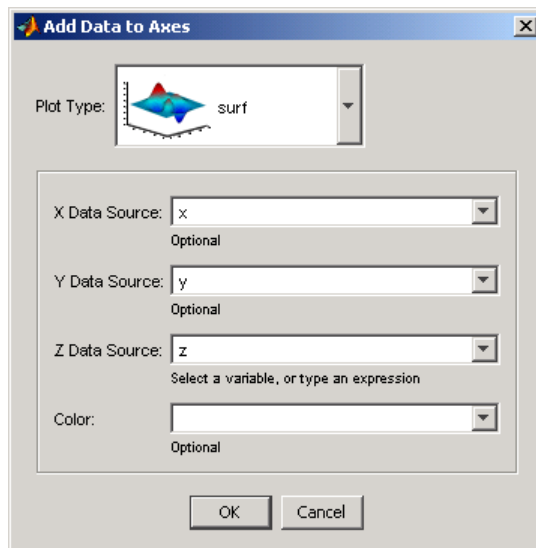 Add Data to Axes
Plot Type: surf
X Data Source: x
Optional
Y Data Source: y
Optional
Z Data Source: z
Select a variable, or type an expression
Color:
Optional
OK Cancel